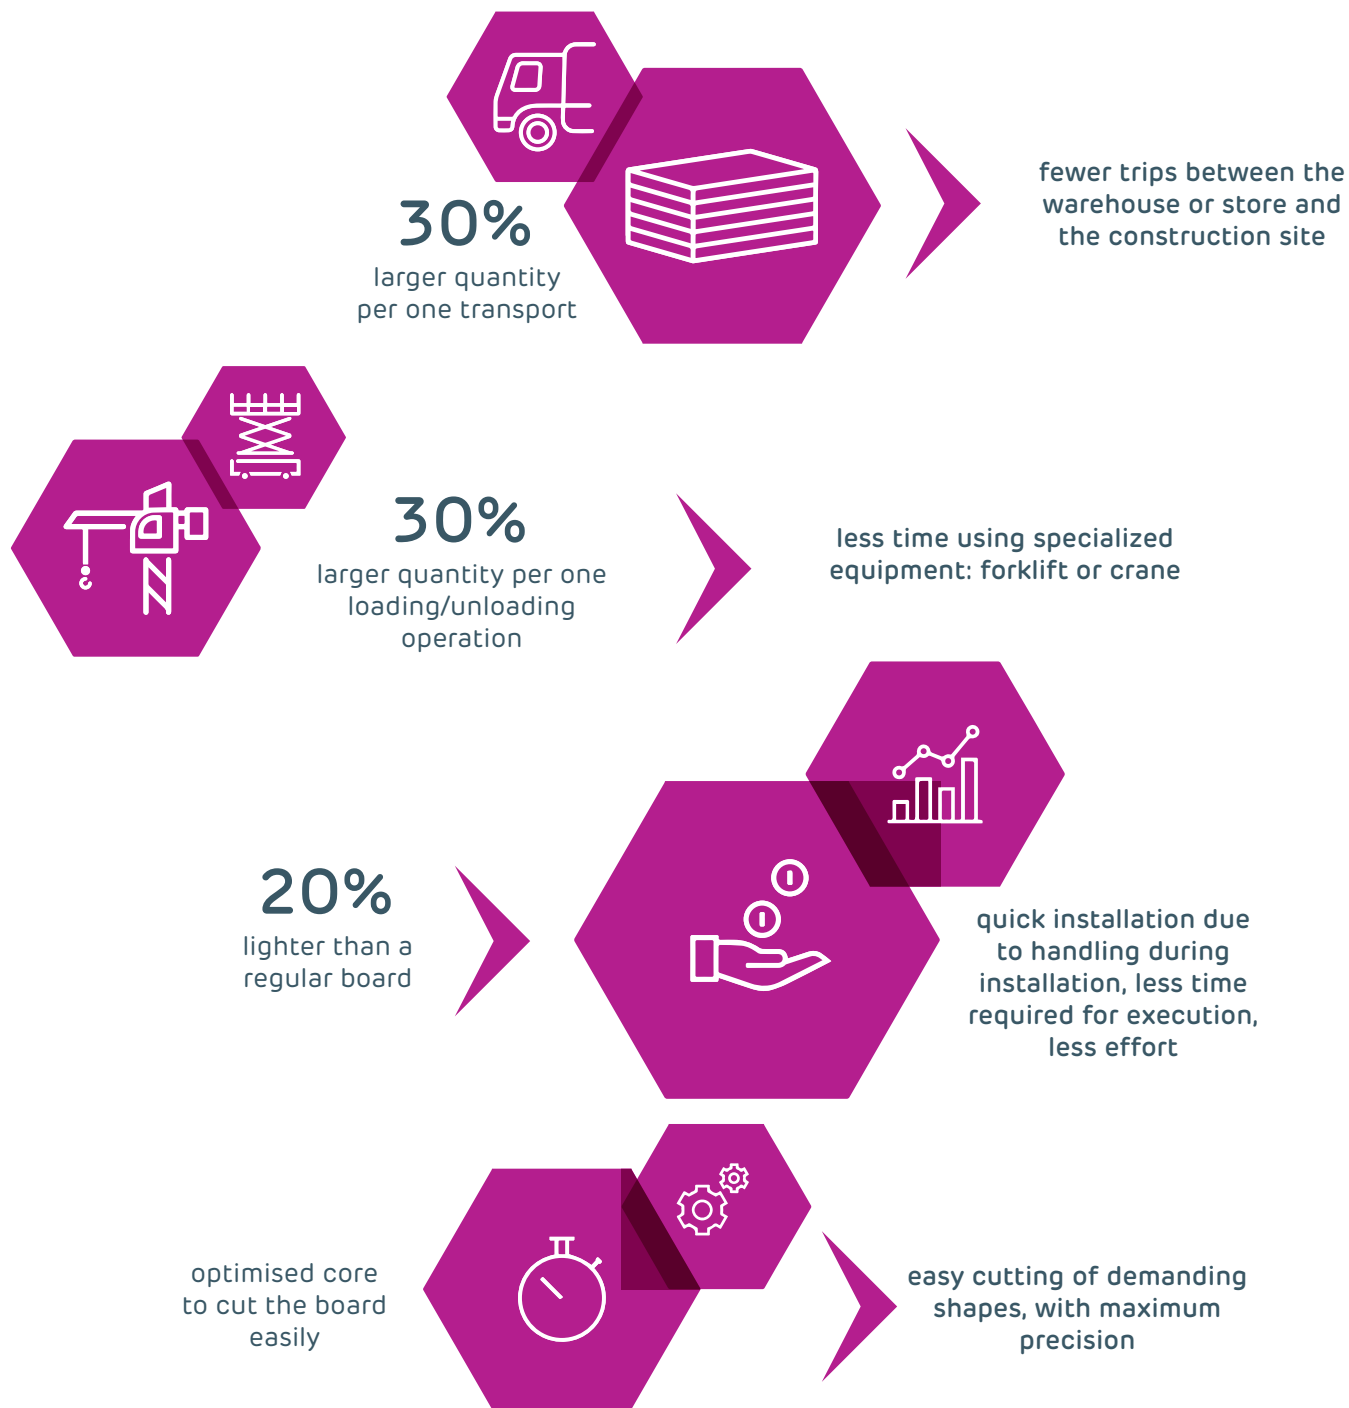 30%
larger quantity
per one transport
fewer trips between the
warehouse or store and
the construction site
30%
larger quantity per one
loading/unloading
operation
less time using specialized
equipment: forklift or crane
20%
lighter than a
regular board
quick installation due
to handling during
installation, less time
required for execution,
less effort
optimised core
to cut the board
easily
easy cutting of demanding
shapes, with maximum
precision